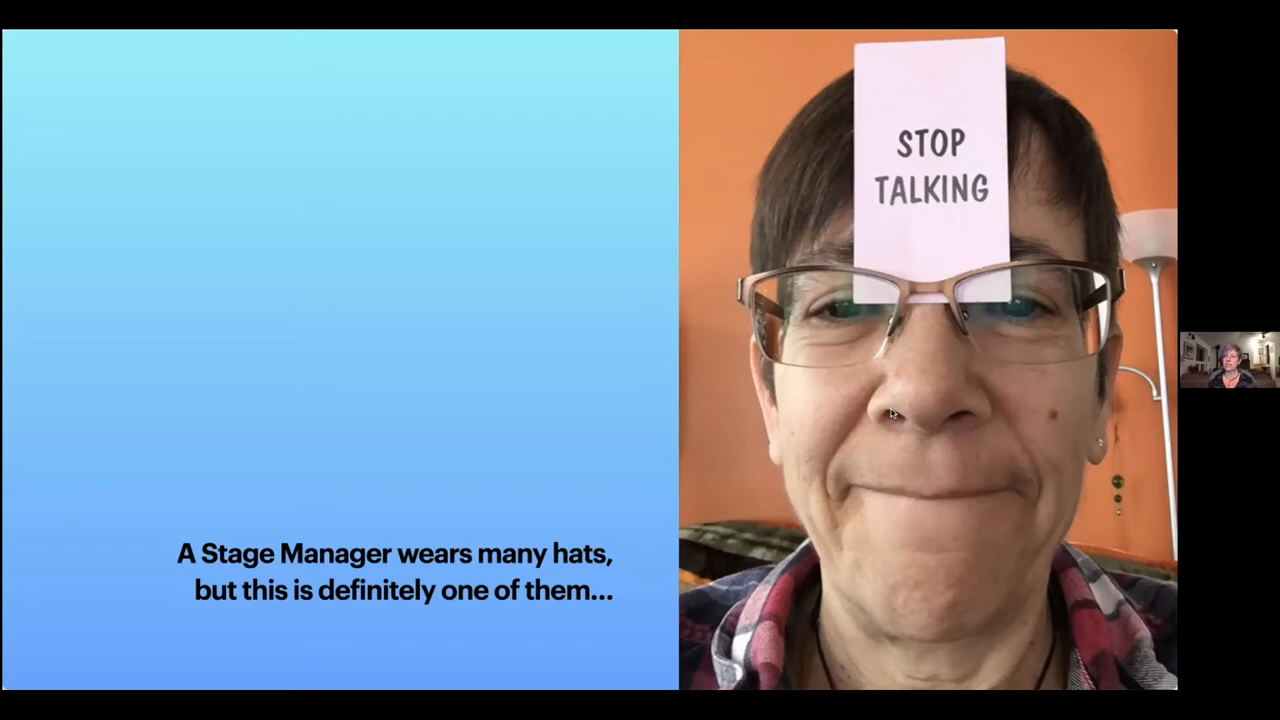 STOP
TALKING
A Stage Manager wears many hats,
but this is definitely one of them...